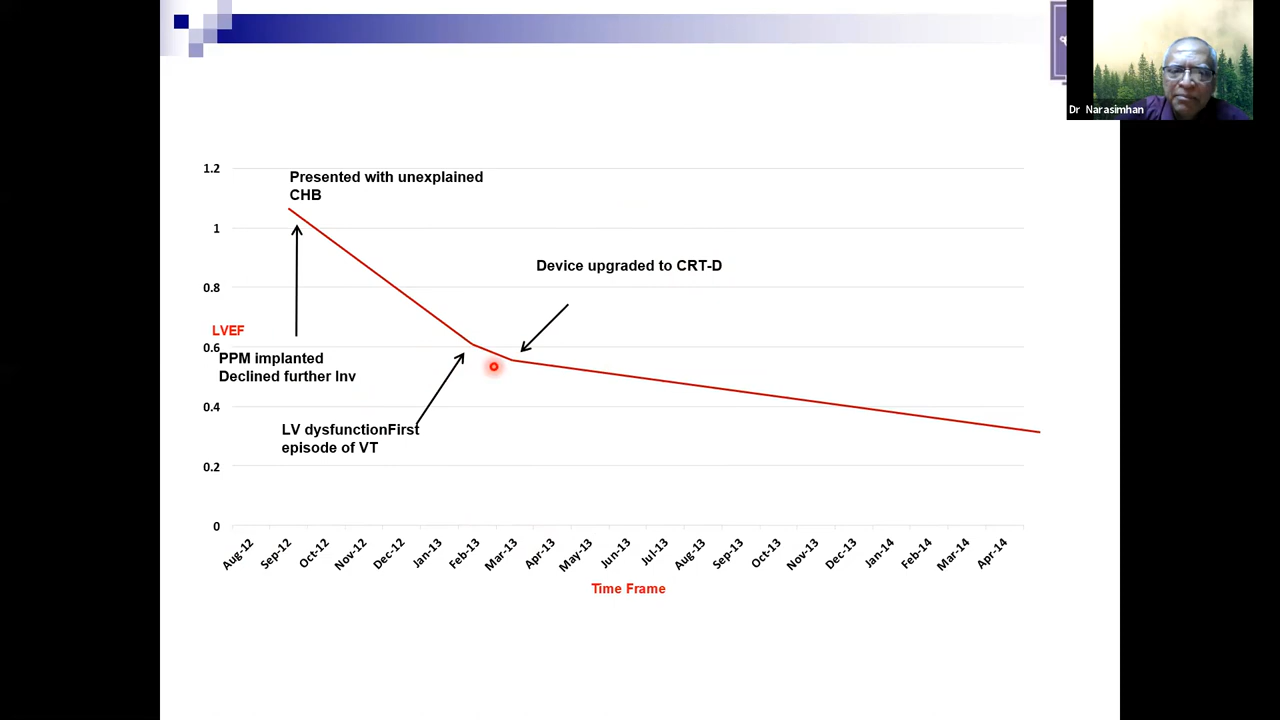 Dr Narasimhan
1.2
Presented with unexplained
CHB
1
Device upgraded to CRT-D
0.8
LVEF
0.6
PPM implanted
Declined further Inv
0.4
LV dysfunctionFirst
episode of VT
0.2
0
Aug-12 Sep-12 Oct-12 Nov-12 Dec-12 Jan-13 Feb-13 Mar-13 Apr-13 May-13 Jun-13 Jul-13 Aug-13 Sep-13 Oct-13 Nov-13 Dec-13 Jan-14 Feb-14 Mar-14 Apr-14
Time Frame